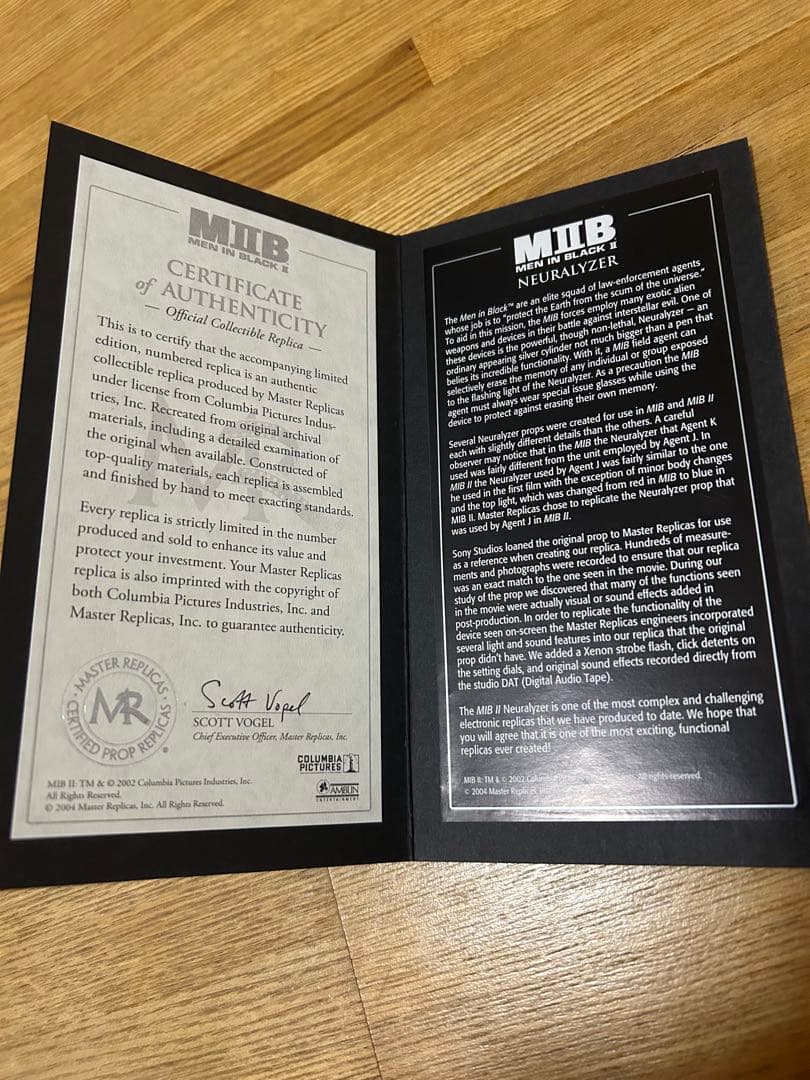 MIIB
MEN IN BLACK II
CERTIFICATE
of AUTHENTICITY
— Official Collectible Replica —
This is to certify that the accompanying limited
edition, numbered replica is an authentic
collectible replica produced by Master Replicas
under license from Columbia Pictures Indus-
tries, Inc. Recreated from original archival
materials, including a detailed examination of
the original when available. Constructed of
top-quality materials, each replica is assembled
and finished by hand to meet exacting standards.
Every replica is strictly limited in the number
produced and sold to enhance its value and
protect your investment. Your Master Replicas
replica is also imprinted with the copyright of
both Columbia Pictures Industries, Inc. and
Master Replicas, Inc. to guarantee authenticity.
MASTER REPLICAS
MR
CERTIFIED PROP REPLICAS
Scott Vogel
SCOTT VOGEL
Chief Executive Officer, Master Replicas, Inc.
COLUMBIA
PICTURES
AMBLIN
ENTERTAINMENT
MIB II: TM & © 2002 Columbia Pictures Industries, Inc.
All Rights Reserved.
© 2004 Master Replicas, Inc. All Rights Reserved.
MIIB
MEN IN BLACK II
NEURALYZER
The Men in Black™ are an elite squad of law-enforcement agents
whose job is to "protect the Earth from the scum of the universe."
To aid in this mission, the MIB forces employ many exotic alien
weapons and devices in their battle against interstellar evil. One of
these devices is the powerful, though non-lethal, Neuralyzer — an
ordinary appearing silver cylinder not much bigger than a pen that
belies its incredible functionality. With it, a MIB field agent can
selectively erase the memory of any individual or group exposed
to the flashing light of the Neuralyzer. As a precaution the MIB
agent must always wear special issue glasses while using the
device to protect against erasing their own memory.
Several Neuralyzer props were created for use in MIB and MIB II
each with slightly different details than the others. A careful
observer may notice that in the MIB the Neuralyzer that Agent K
used was fairly different from the unit employed by Agent J. In
MIB II the Neuralyzer used by Agent J was fairly similar to the one
he used in the first film with the exception of minor body changes
and the top light, which was changed from red in MIB to blue in
MIB II. Master Replicas chose to replicate the Neuralyzer prop that
was used by Agent J in MIB II.
Sony Studios loaned the original prop to Master Replicas for use
as a reference when creating our replica. Hundreds of measure-
ments and photographs were recorded to ensure that our replica
was an exact match to the one seen in the movie. During our
study of the prop we discovered that many of the functions seen
in the movie were actually visual or sound effects added in
post-production. In order to replicate the functionality of the
device seen on-screen the Master Replicas engineers incorporated
several light and sound features into our replica that the original
prop didn't have. We added a Xenon strobe flash, click detents on
the setting dials, and original sound effects recorded directly from
the studio DAT (Digital Audio Tape).
The MIB II Neuralyzer is one of the most complex and challenging
electronic replicas that we have produced to date. We hope that
you will agree that it is one of the most exciting, functional
replicas ever created!
MIB II: TM & © 2002 All rights reserved.
© 2004 Master Replicas,